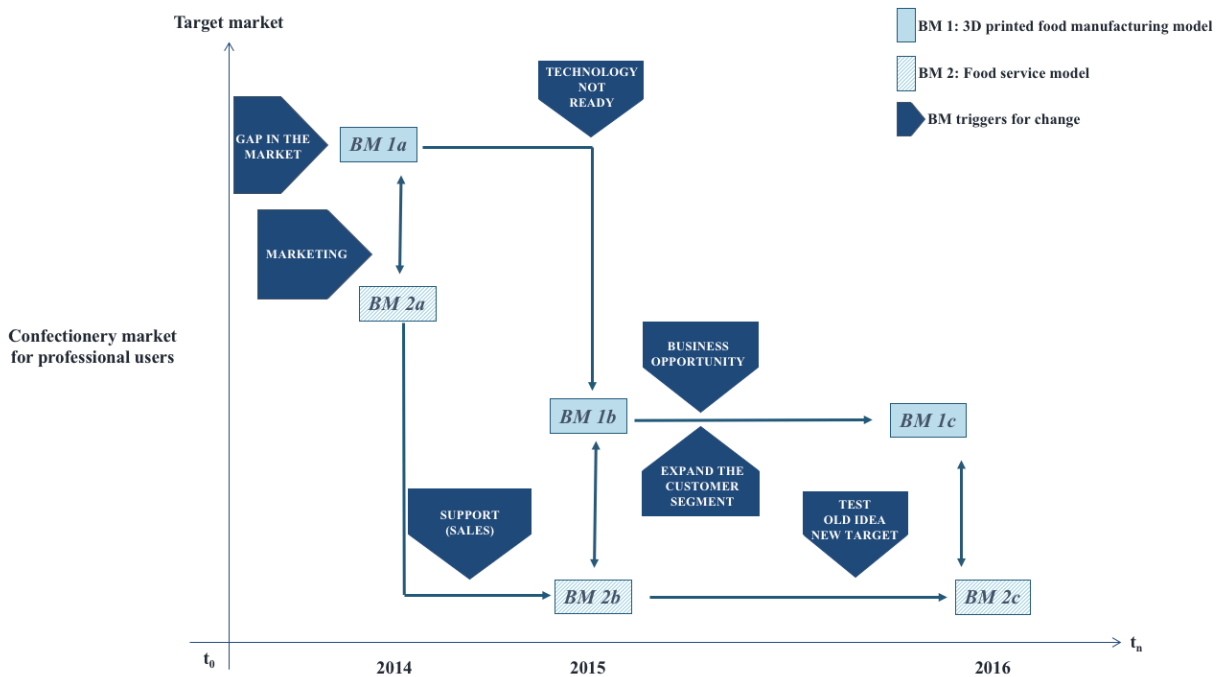 Target market
BM 1: 3D printed food manufacturing model
BM 2: Food service model
BM triggers for change
TECHNOLOGY
NOT
READY
GAP IN THE
MARKET
BM 1a
MARKETING
BM 2a
Confectionery market
for professional users
BUSINESS
OPPORTUNITY
BM 1b
BM 1c
EXPAND THE
CUSTOMER
SEGMENT
SUPPORT
(SALES)
TEST
OLD IDEA
NEW TARGET
BM 2b
BM 2c
t0
tn
2014
2015
2016